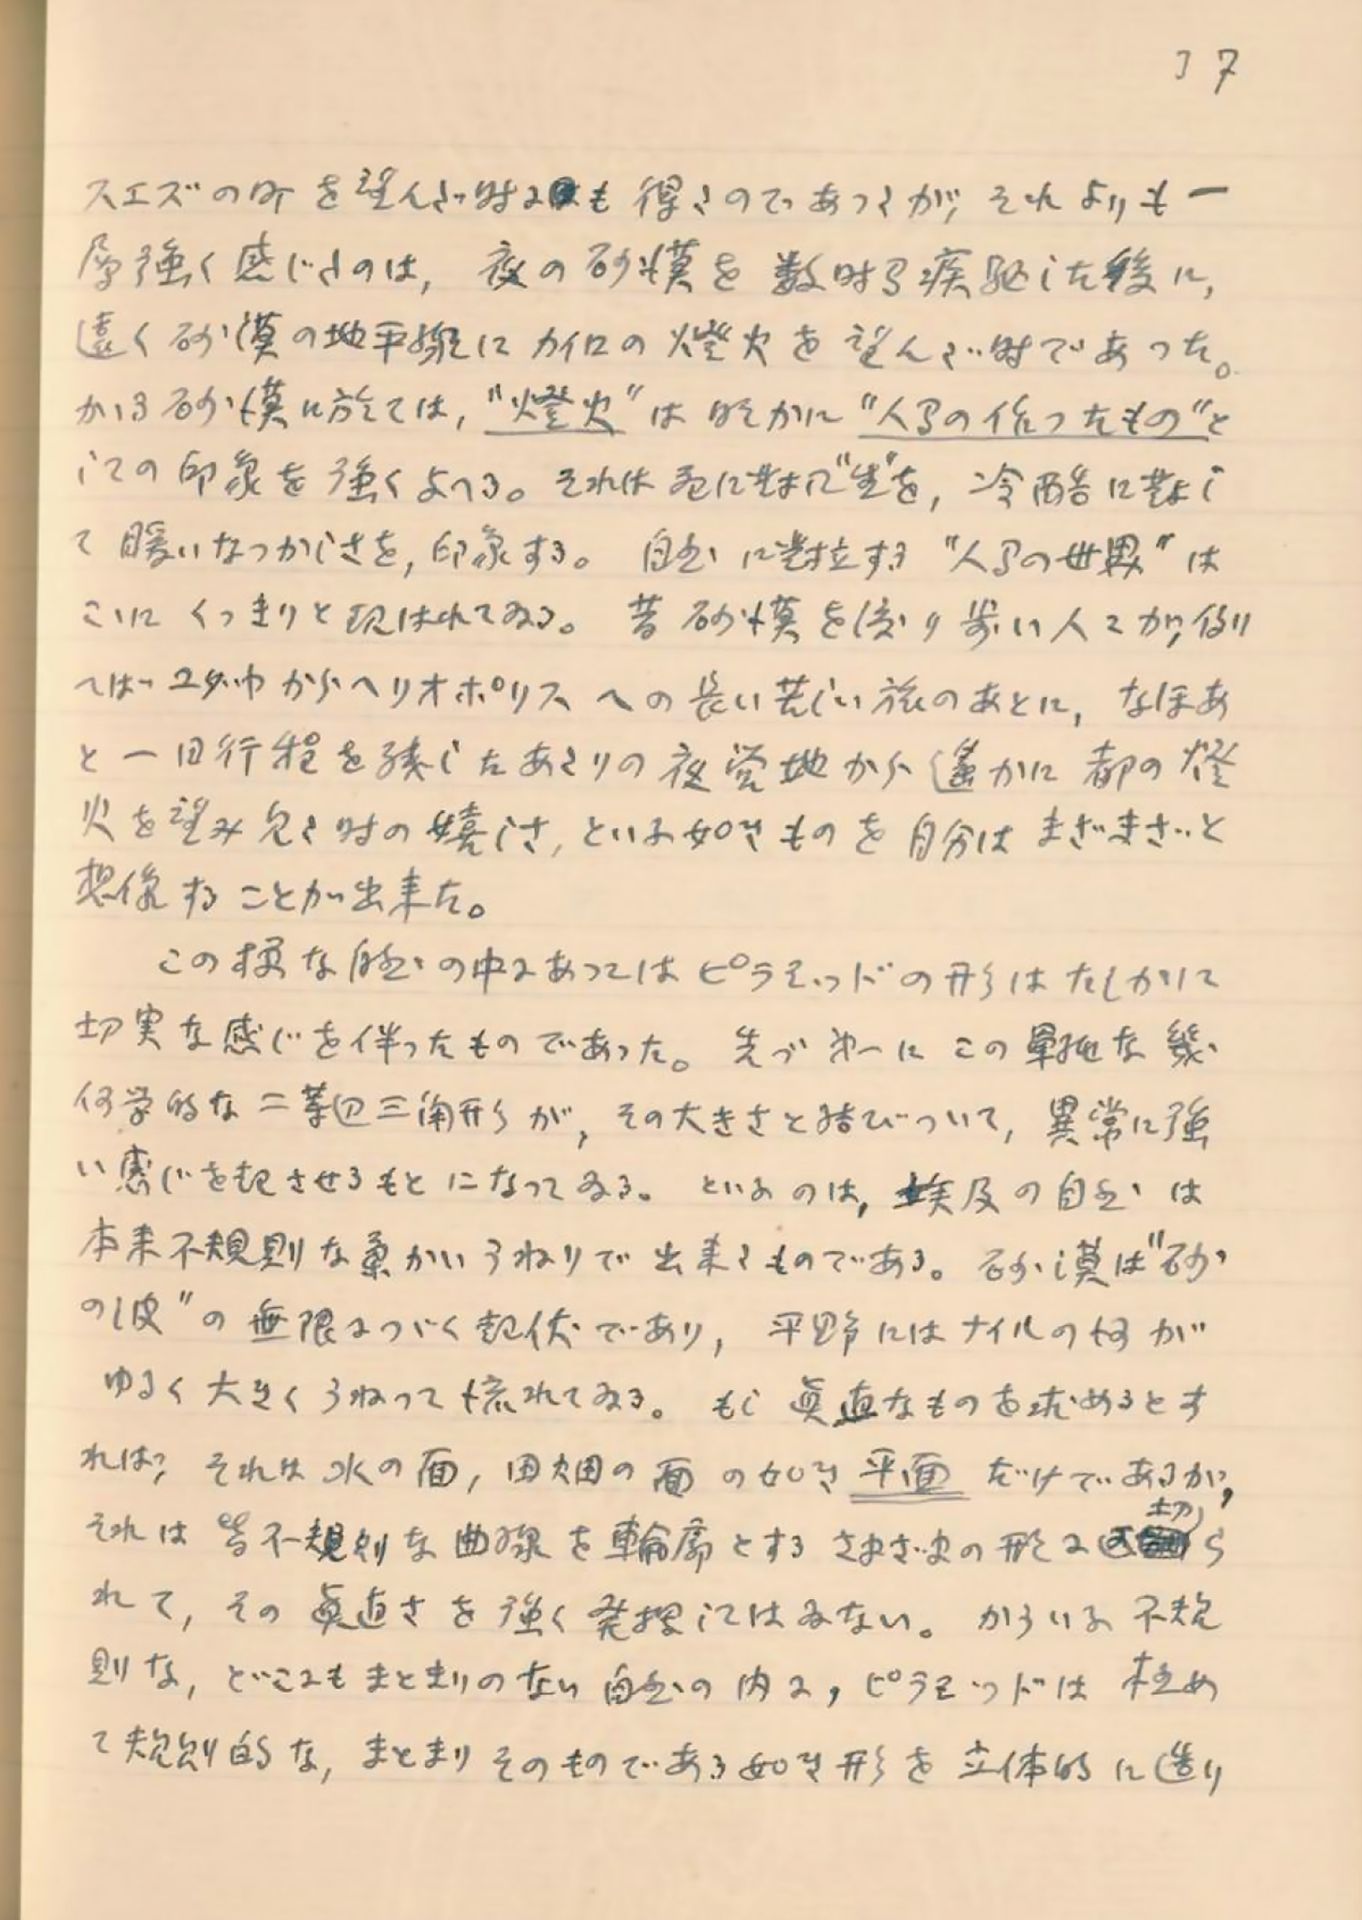 17
スエズの町を望んだ時にも得たのであつたが、それよりも一
層強く感じたのは，夜の砂漠を数時間疾駆した後に，
遠く砂漠の地平線にカイロの燈火を望んだ時であつた。
かゝる砂漠に於ては，“燈火”は明かに“人間の作つたもの”と
しての印象を強くよへる。それは死に対して“生”を，冷酷に対し
て暖いなつかしさを，印象する。自然に対立する“人間の世界”は
こゝにくつきりと現はれてゐる。昔砂漠を渡り歩いた人々が，例
へばユダヤからヘリオポリスへの長い苦しい旅のあとに，なほあ
と一日行程を残したあたりの夜営地から遙かに都の燈
火を望み見た時の嬉しさ，といふ如きものを自分はまざまざと
想像することが出来た。
この様な自然の中にあつてはピラミッドの形はたしかに
切実な感じを伴つたものであつた。先づ第一にこの単純な幾
何学的な二等辺三角形が，その大きさと結びついて，異常に強
い感じを起させるもとになつてゐる。といふのは，埃及の自然は
本来不規則な柔かいうねりで出来たものである。砂漠は“砂
の波”の無限につゞく起伏であり，平野にはナイルの河が
ゆるく大きくうねつて流れてゐる。もし真直なものを求めるとす
れば，それは水の面，田畑の面の如き平面だけであるが，
それは皆不規則な曲線を輪廓とするさまざまの形に切ら
れて，その真直さを強く発揮してはゐない。かういふ不規
則な，どこにもまとまりのない自然の内に，ピラミッドは極め
て規則的な，まとまりそのものである如き形を立体的に造り